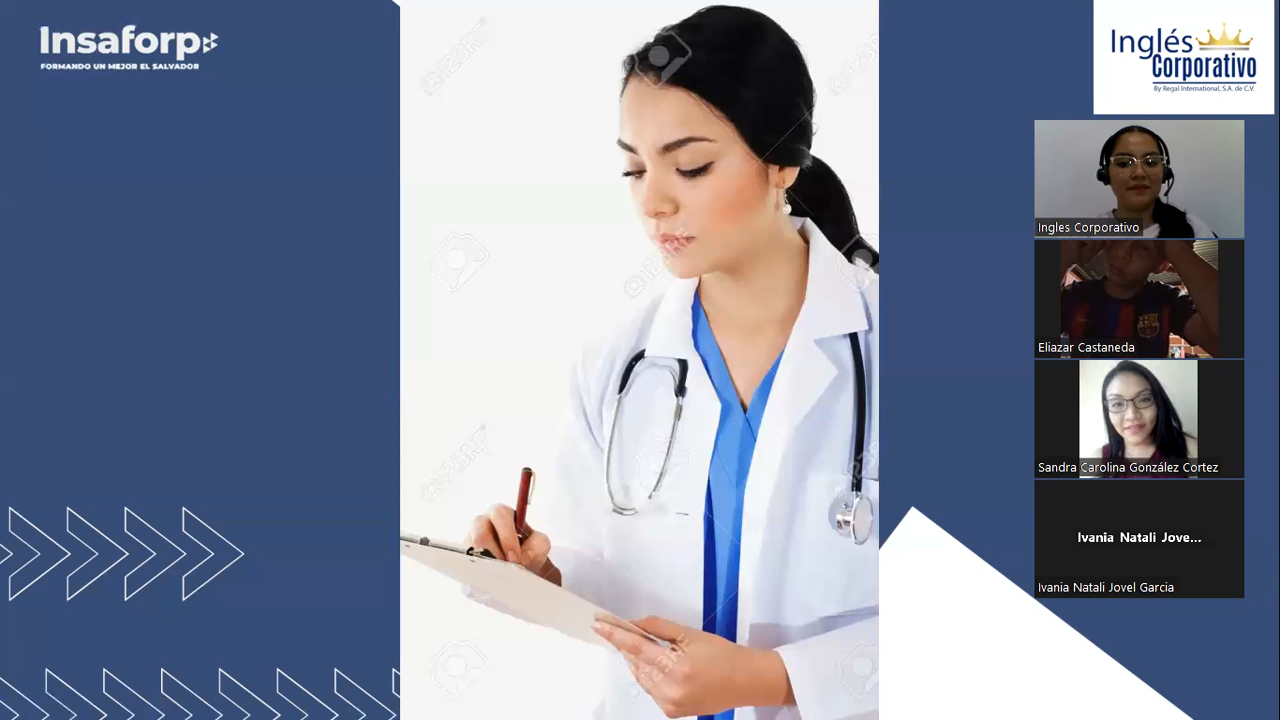 Insaforp
FORMANDO UN MEJOR EL SALVADOR
Inglés
Corporativo
By Regal International, S.A. de C.V.
Ingles Corporativo
Eliazar Castaneda
Sandra Carolina González Cortez
Ivania Natali Jove...
Ivania Natali Jovel Garcia